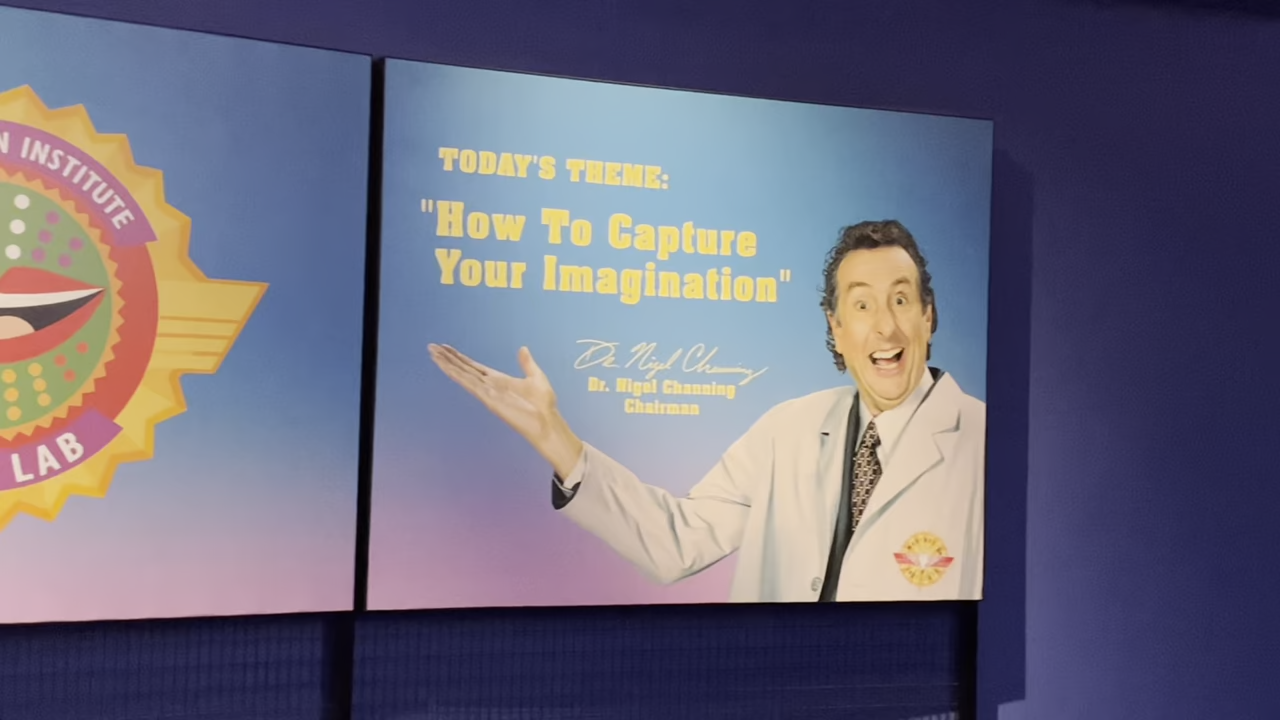 N INSTITUTE
LAB
TODAY'S THEME:
"How To Capture
Your Imagination"
Dr. Nigel Channing
Dr. Nigel Channing
Chairman